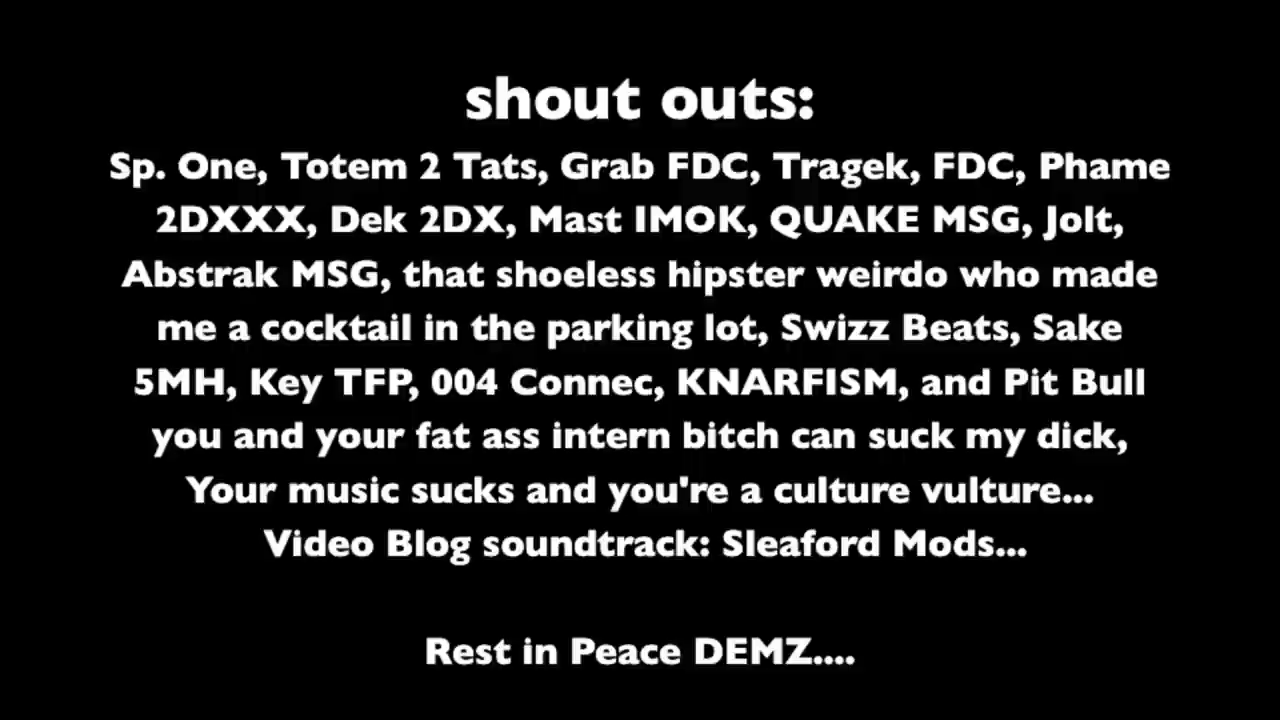 shout outs:
Sp. One, Totem 2 Tats, Grab FDC, Tragek, FDC, Phame
2DXXX, Dek 2DX, Mast IMOK, QUAKE MSG, Jolt,
Abstrak MSG, that shoeless hipster weirdo who made
me a cocktail in the parking lot, Swizz Beats, Sake
5MH, Key TFP, 004 Connec, KNARFISM, and Pit Bull
you and your fat ass intern bitch can suck my dick,
Your music sucks and you're a culture vulture...
Video Blog soundtrack: Sleaford Mods...
Rest in Peace DEMZ....